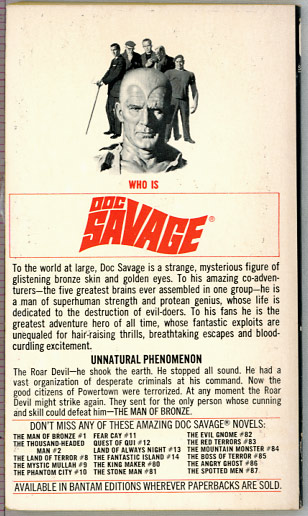 WHO IS
DOC
SAVAGE®
To the world at large, Doc Savage is a strange, mysterious figure of
glistening bronze skin and golden eyes. To his amazing co-adven-
turers—the five greatest brains ever assembled in one group—he is
a man of superhuman strength and protean genius, whose life is
dedicated to the destruction of evil-doers. To his fans he is the
greatest adventure hero of all time, whose fantastic exploits are
unequaled for hair-raising thrills, breathtaking escapes and blood-
curdling excitement.
UNNATURAL PHENOMENON
The Roar Devil—he shook the earth. He stopped all sound. He had a
vast organization of desperate criminals at his command. Now the
good citizens of Powertown were terrorized. At any moment the Roar
Devil might strike again. They sent for the only person whose cunning
and skill could defeat him—THE MAN OF BRONZE.
DON'T MISS ANY OF THESE AMAZING DOC SAVAGE® NOVELS:
THE MAN OF BRONZE #1 FEAR CAY #11 THE EVIL GNOME #82
THE THOUSAND-HEADED QUEST OF QUI #12 THE RED TERRORS #83
MAN #2 LAND OF ALWAYS NIGHT #13 THE MOUNTAIN MONSTER #84
THE LAND OF TERROR #8 THE FANTASTIC ISLAND #14 THE BOSS OF TERROR #85
THE MYSTIC MULLAH #9 THE KING MAKER #80 THE ANGRY GHOST #86
THE PHANTOM CITY #10 THE STONE MAN #81 THE SPOTTED MEN #87
AVAILABLE IN BANTAM EDITIONS WHEREVER PAPERBACKS ARE SOLD.